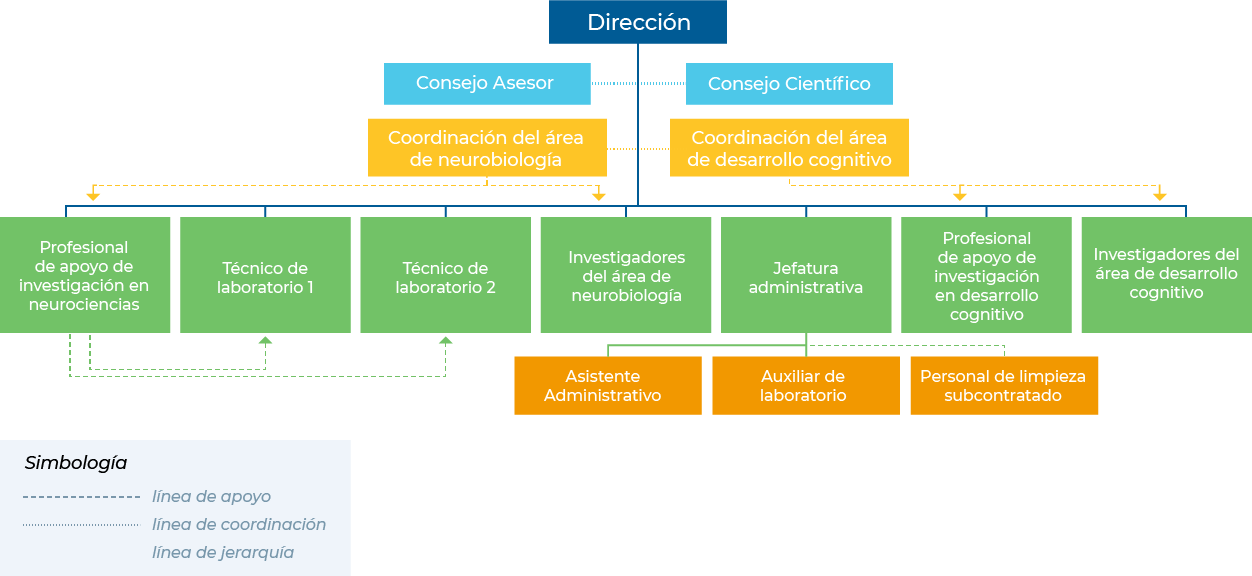 Dirección
Consejo Asesor
Consejo Científico
Coordinación del área
de neurobiología
Coordinación del área
de desarrollo cognitivo
Profesional
de apoyo de
investigación en
neurociencias
Técnico de
laboratorio 1
Técnico de
laboratorio 2
Investigadores
del área de
neurobiología
Jefatura
administrativa
Profesional
de apoyo de
investigación
en desarrollo
cognitivo
Investigadores del
área de desarrollo
cognitivo
Asistente
Administrativo
Auxiliar de
laboratorio
Personal de limpieza
subcontratado
Simbología
línea de apoyo
línea de coordinación
línea de jerarquía